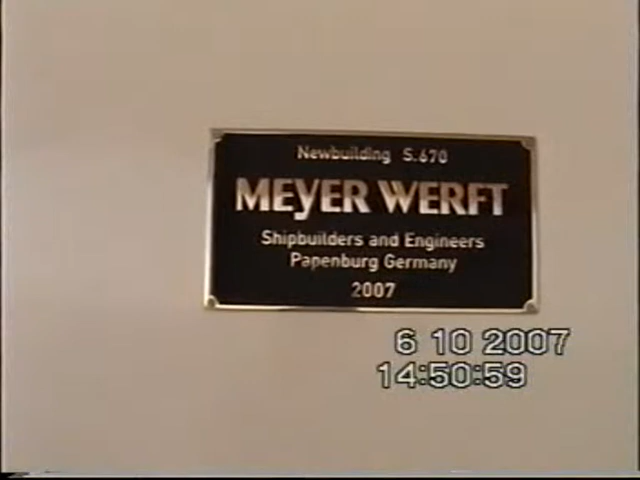 Newbuilding S.670
MEYER WERFT
Shipbuilders and Engineers
Papenburg Germany
2007
6 10 2007
14:50:59